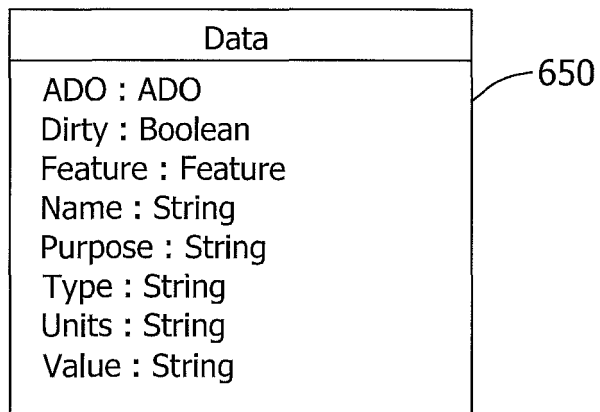 Data
650
ADO : ADO
Dirty : Boolean
Feature : Feature
Name : String
Purpose : String
Type : String
Units : String
Value : String